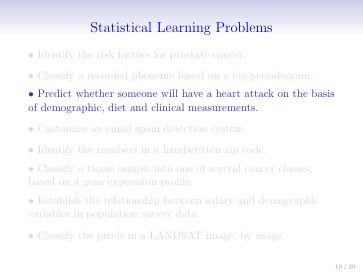 Statistical Learning Problems
• Identify the risk factors for prostate cancer.
• Classify a recorded phoneme based on a log-periodogram.
• Predict whether someone will have a heart attack on the basis
of demographic, diet and clinical measurements.
• Customize an email spam detection system.
• Identify the numbers in a handwritten zip code.
• Classify a tissue sample into one of several cancer classes,
based on a gene expression profile.
• Establish the relationship between salary and demographic
variables in population survey data.
• Classify the pixels in a LANDSAT image, by usage.
10 / 29